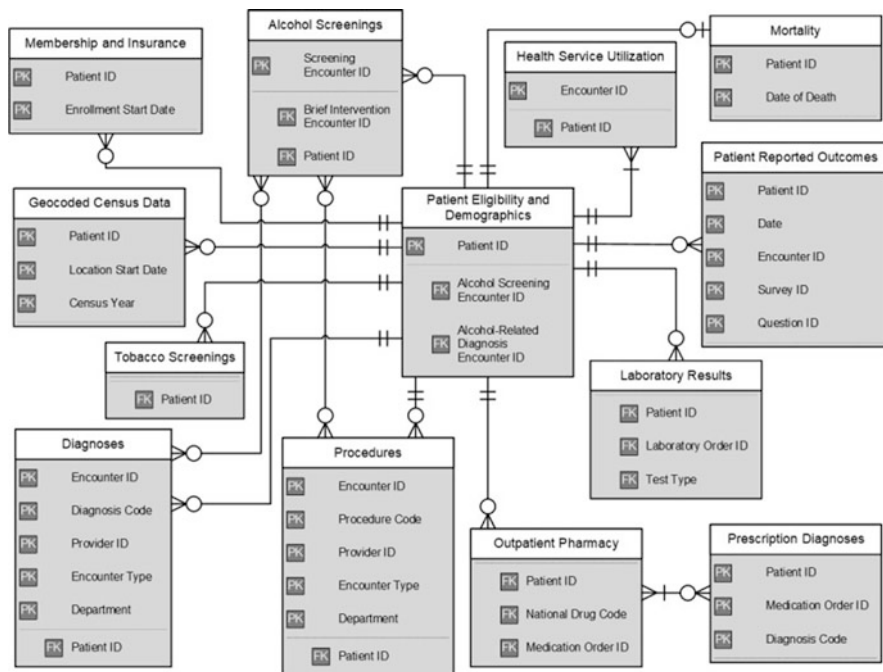 Membership and Insurance
PK Patient ID
PK Enrollment Start Date
Alcohol Screenings
PK Screening
Encounter ID
FK Brief Intervention
Encounter ID
FK Patient ID
Health Service Utilization
PK Encounter ID
FK Patient ID
Mortality
PK Patient ID
PK Date of Death
Geocoded Census Data
PK Patient ID
PK Location Start Date
PK Census Year
Patient Eligibility and
Demographics
PK Patient ID
FK Alcohol Screening
Encounter ID
FK Alcohol-Related
Diagnosis
Encounter ID
Patient Reported Outcomes
PK Patient ID
PK Date
PK Encounter ID
PK Survey ID
PK Question ID
Tobacco Screenings
FK Patient ID
Laboratory Results
FK Patient ID
FK Laboratory Order ID
FK Test Type
Diagnoses
PK Encounter ID
PK Diagnosis Code
PK Provider ID
PK Encounter Type
PK Department
FK Patient ID
Procedures
PK Encounter ID
PK Procedure Code
PK Provider ID
PK Encounter Type
PK Department
FK Patient ID
Outpatient Pharmacy
FK Patient ID
FK National Drug Code
FK Medication Order ID
Prescription Diagnoses
PK Patient ID
PK Medication Order ID
PK Diagnosis Code